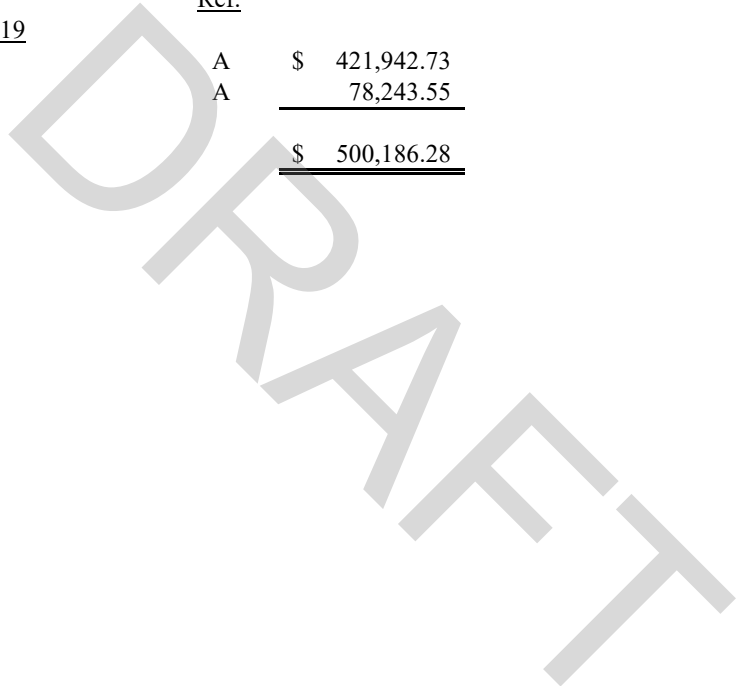 Ref.
19
A $ 421,942.73
A 78,243.55
$ 500,186.28
DRAFT